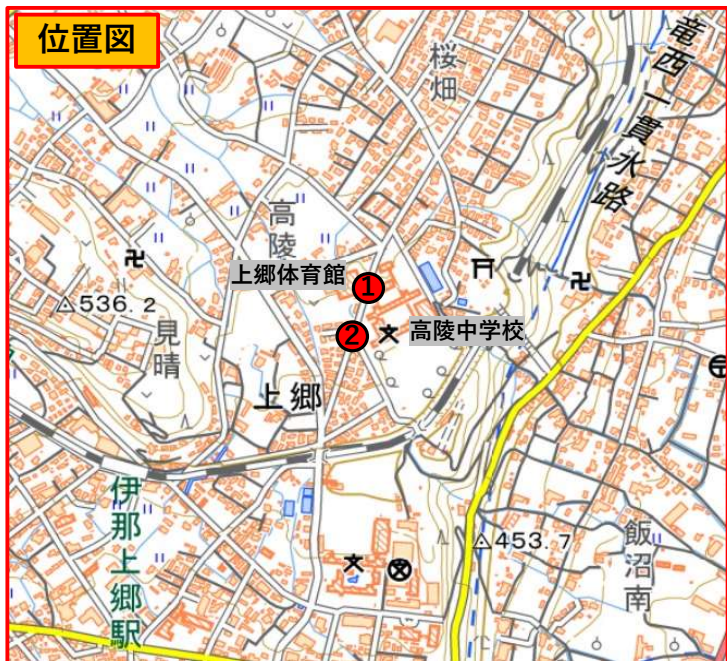 位置図
桜畑
竜西一貫水路
高陵
上郷体育館
1
536.2
2
高陵中学校
見晴
上郷
伊那上郷駅
453.7
飯沼南